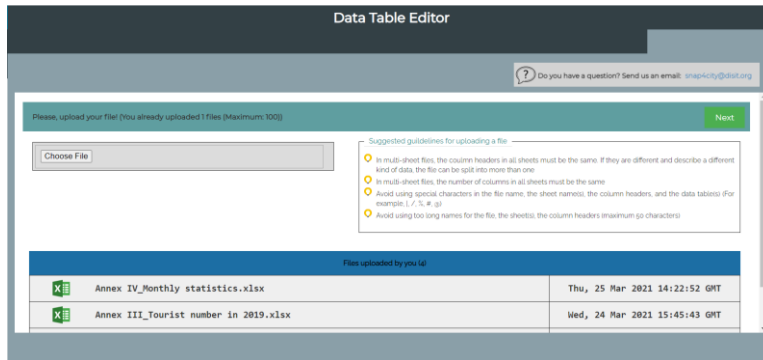 Data Table Editor
? Do you have a question? Send us an email: snap4city@disit.org
Please, upload your file! (You already uploaded 1 files (Maximum: 100))
Next
Choose File
Suggested guildelines for uploading a file
In multi-sheet files, the coulmn headers in all sheets must be the same. If they are different and describe a different
kind of data, the file can be split into more than one
In multi-sheet files, the number of columns in all sheets must be the same
Avoid using special characters in the file name, the sheet name(s), the column headers, and the data table(s) (For
example, |, /, %, #, ;,)
Avoid using too long names for the file, the sheet(s), the column headers (maximum 50 characters)
Files uploaded by you (4)
Annex IV_Monthly statistics.xlsx
Thu, 25 Mar 2021 14:22:52 GMT
Annex III_Tourist number in 2019.xlsx
Wed, 24 Mar 2021 15:45:43 GMT